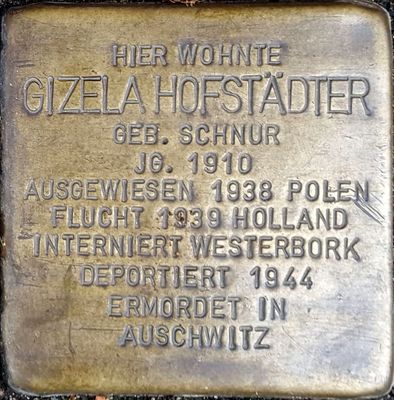 HIER WOHNTE
GIZELA HOFSTÄDTER
GEB. SCHNUR
JG. 1910
AUSGEWIESEN 1938 POLEN
FLUCHT 1939 HOLLAND
INTERNIERT WESTERBORK
DEPORTIERT 1944
ERMORDET IN
AUSCHWITZ